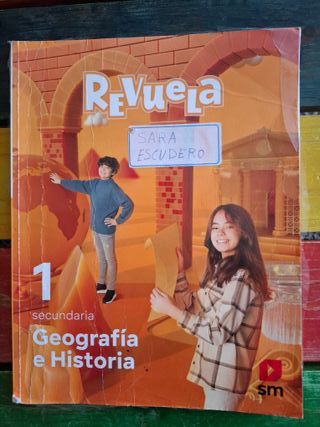 REVUELA
SARA
ESCUDERO
1
secundaria
Geografía
e Historia
sm